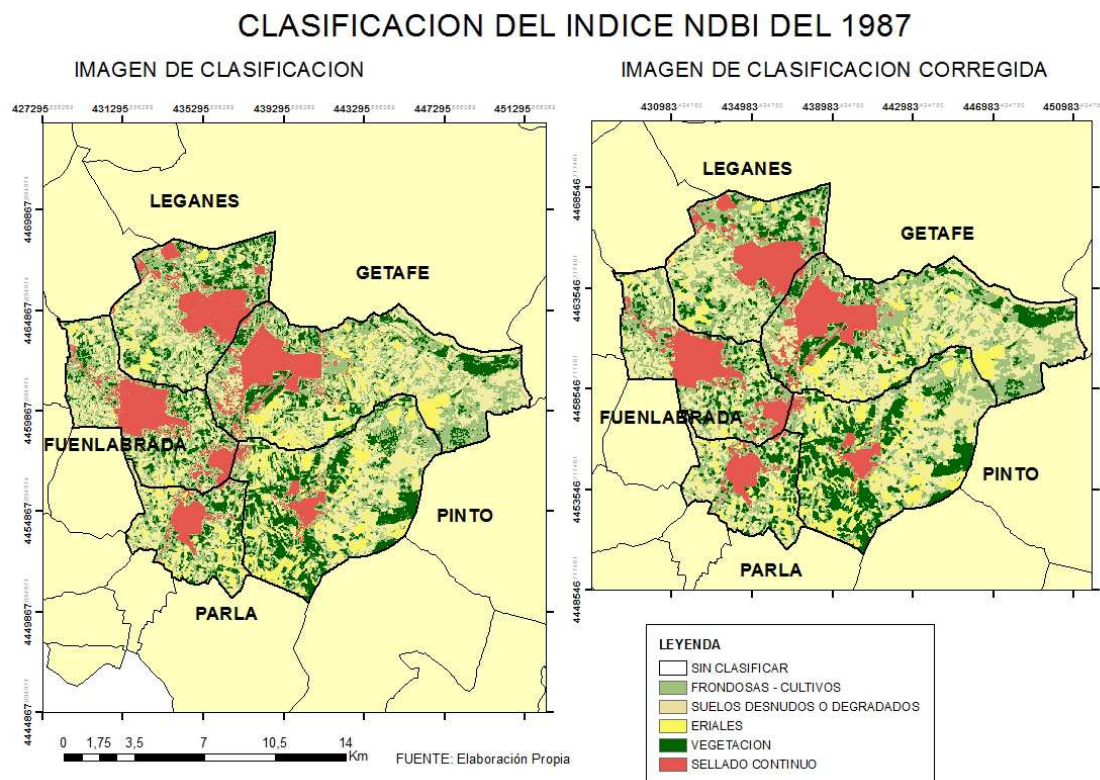 CLASIFICACION DEL INDICE NDBI DEL 1987
IMAGEN DE CLASIFICACION
427295 431295 435295 439295 443295 447295 451295
4469867
4464867
4459867
4454867
4449867
4444867
LEGANES
GETAFE
FUENLABRADA
PINTO
PARLA
0 1,75 3,5 7 10,5 14
Km
FUENTE: Elaboración Propia
IMAGEN DE CLASIFICACION CORREGIDA
430983 434983 438983 442983 446983 450983
4468546
4463546
4458546
4453546
4448546
LEGANES
GETAFE
FUENLABRADA
PINTO
PARLA
LEYENDA
SIN CLASIFICAR
FRONDOSAS - CULTIVOS
SUELOS DESNUDOS O DEGRADADOS
ERIALES
VEGETACION
SELLADO CONTINUO